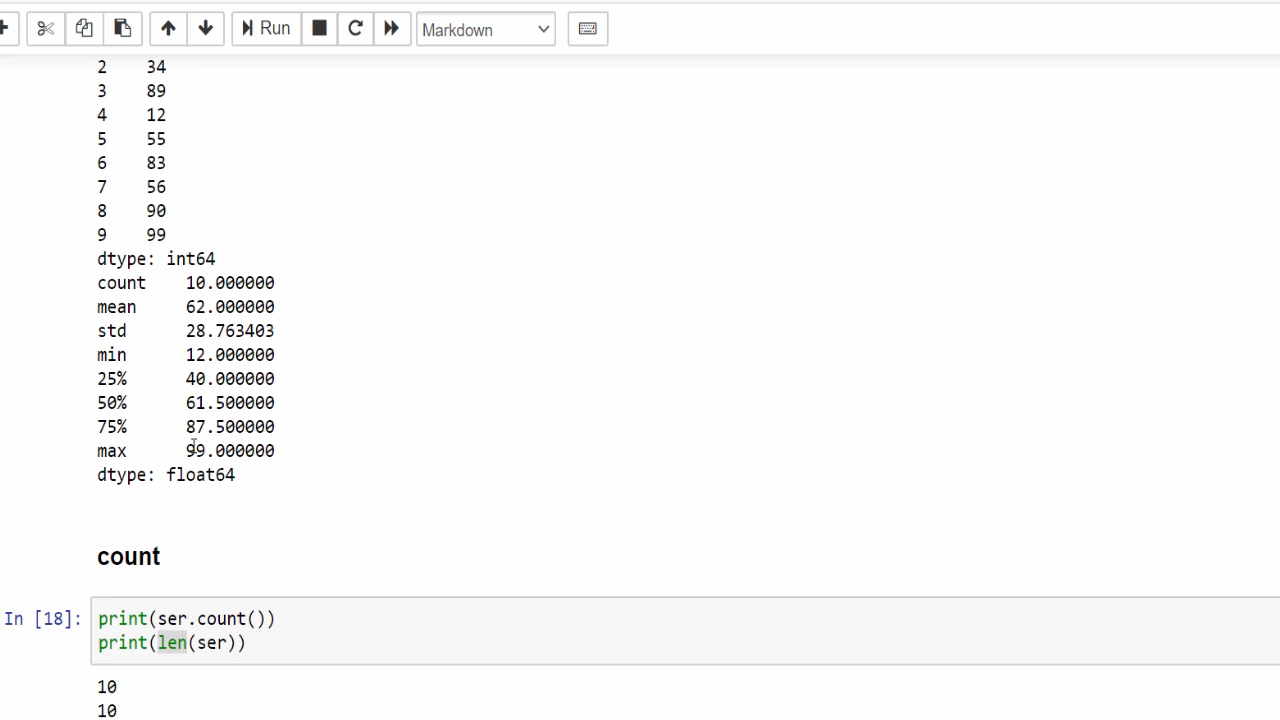 Run Markdown
2 34
3 89
4 12
5 55
6 83
7 56
8 90
9 99
dtype: int64
count 10.000000
mean 62.000000
std 28.763403
min 12.000000
25% 40.000000
50% 61.500000
75% 87.500000
max 99.000000
dtype: float64
count
In [18]: print(ser.count())
print(len(ser))
10
10